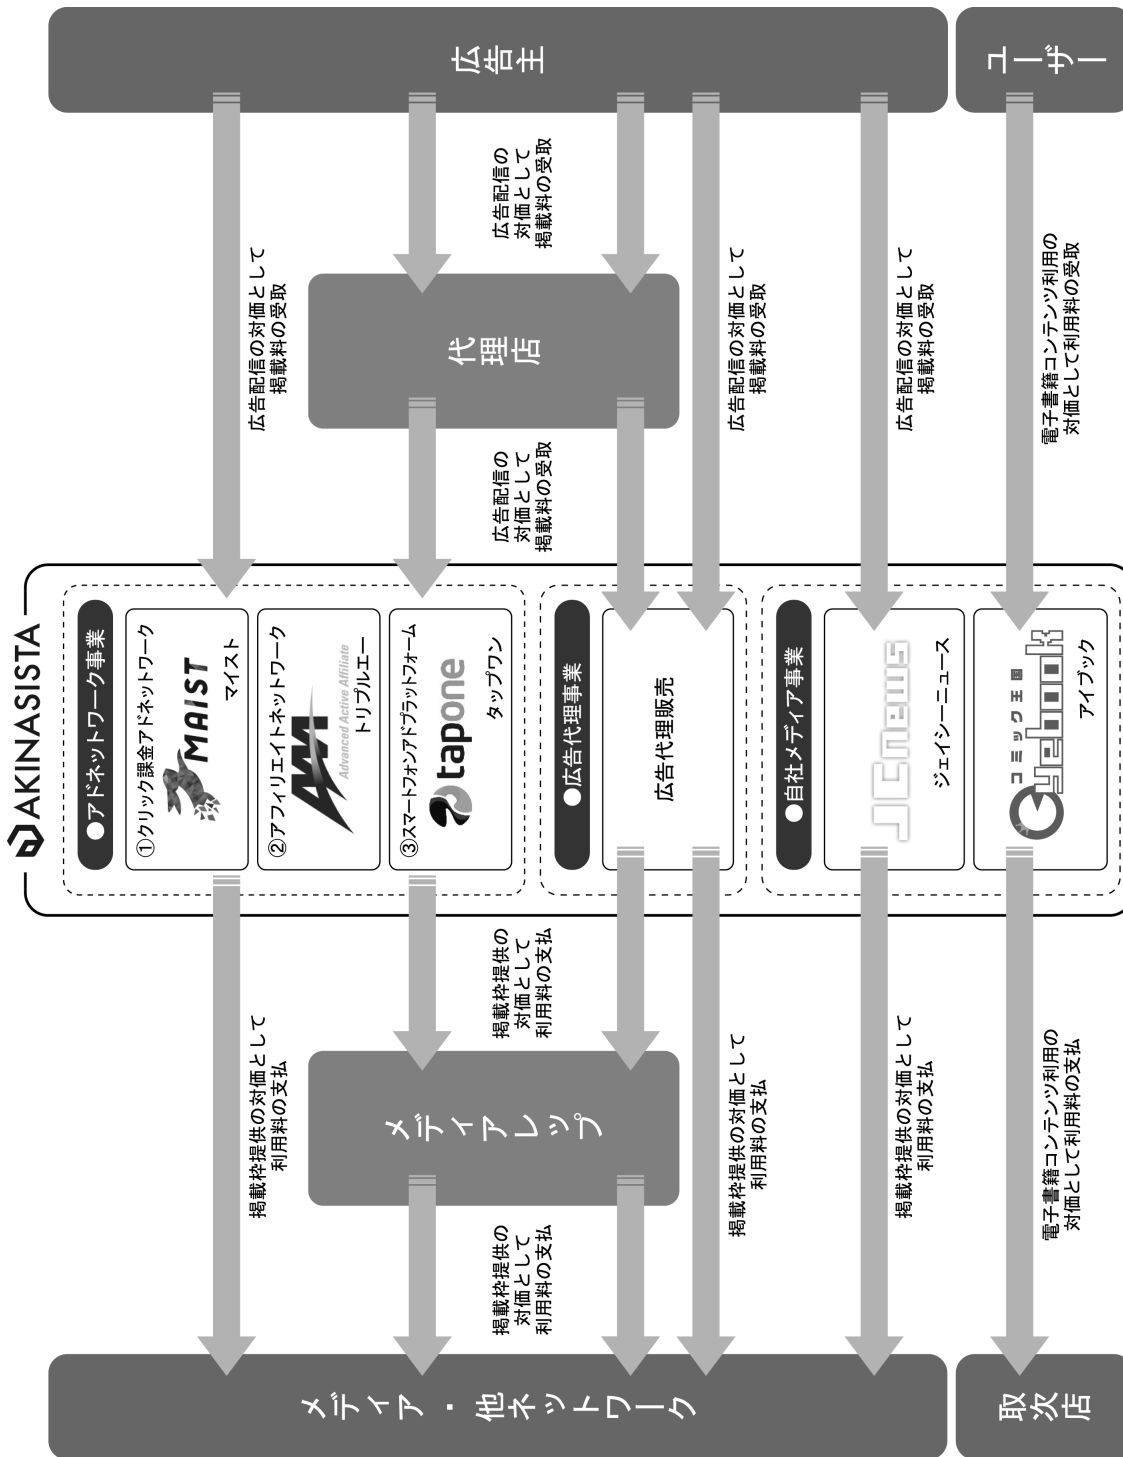 AKINASISTA
メディア・他ネットワーク
取次店
掲載枠提供の対価として
利用料の支払
掲載枠提供の
対価として
利用料の支払
掲載枠提供の対価として
利用料の支払
掲載枠提供の対価として
利用料の支払
電子書籍コンテンツ利用の
対価として利用料の支払
メディアレップ
掲載枠提供の
対価として
利用料の支払
●アドネットワーク事業
①クリック課金アドネットワーク
MAIST
マイスト
②アフィリエイトネットワーク
AAA
Advanced Active Affiliate
トリプルエー
③スマートフォンアドプラットフォーム
tapone
タップワン
●広告代理事業
広告代理販売
●自社メディア事業
JCnews
ジェイシーニュース
コミック王国
アイブック
広告配信の対価として
掲載料の受取
広告配信の
対価として
掲載料の受取
代理店
広告配信の
対価として
掲載料の受取
広告配信の対価として
掲載料の受取
広告配信の対価として
掲載料の受取
電子書籍コンテンツ利用の
対価として利用料の受取
広告主
ユーザー